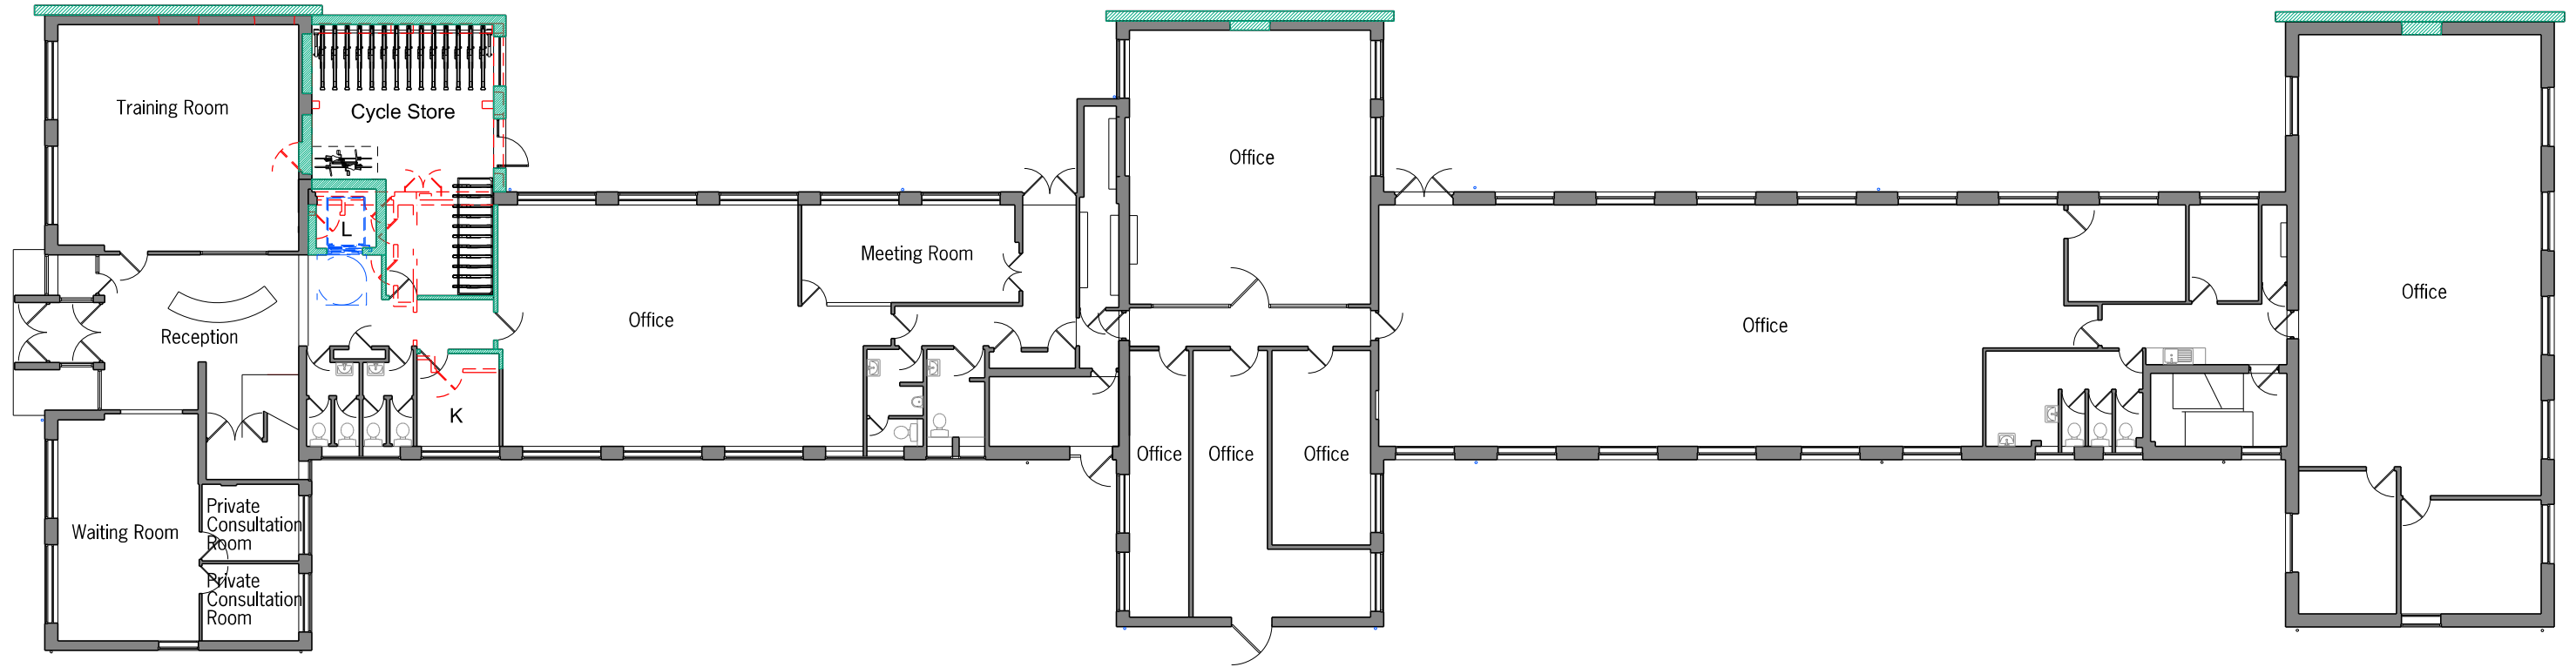 Training Room
Cycle Store
L
Reception
K
Waiting Room
Private
Consultation
Room
Private
Consultation
Room
Office
Meeting Room
Office
Office
Office
Office
Office
Office